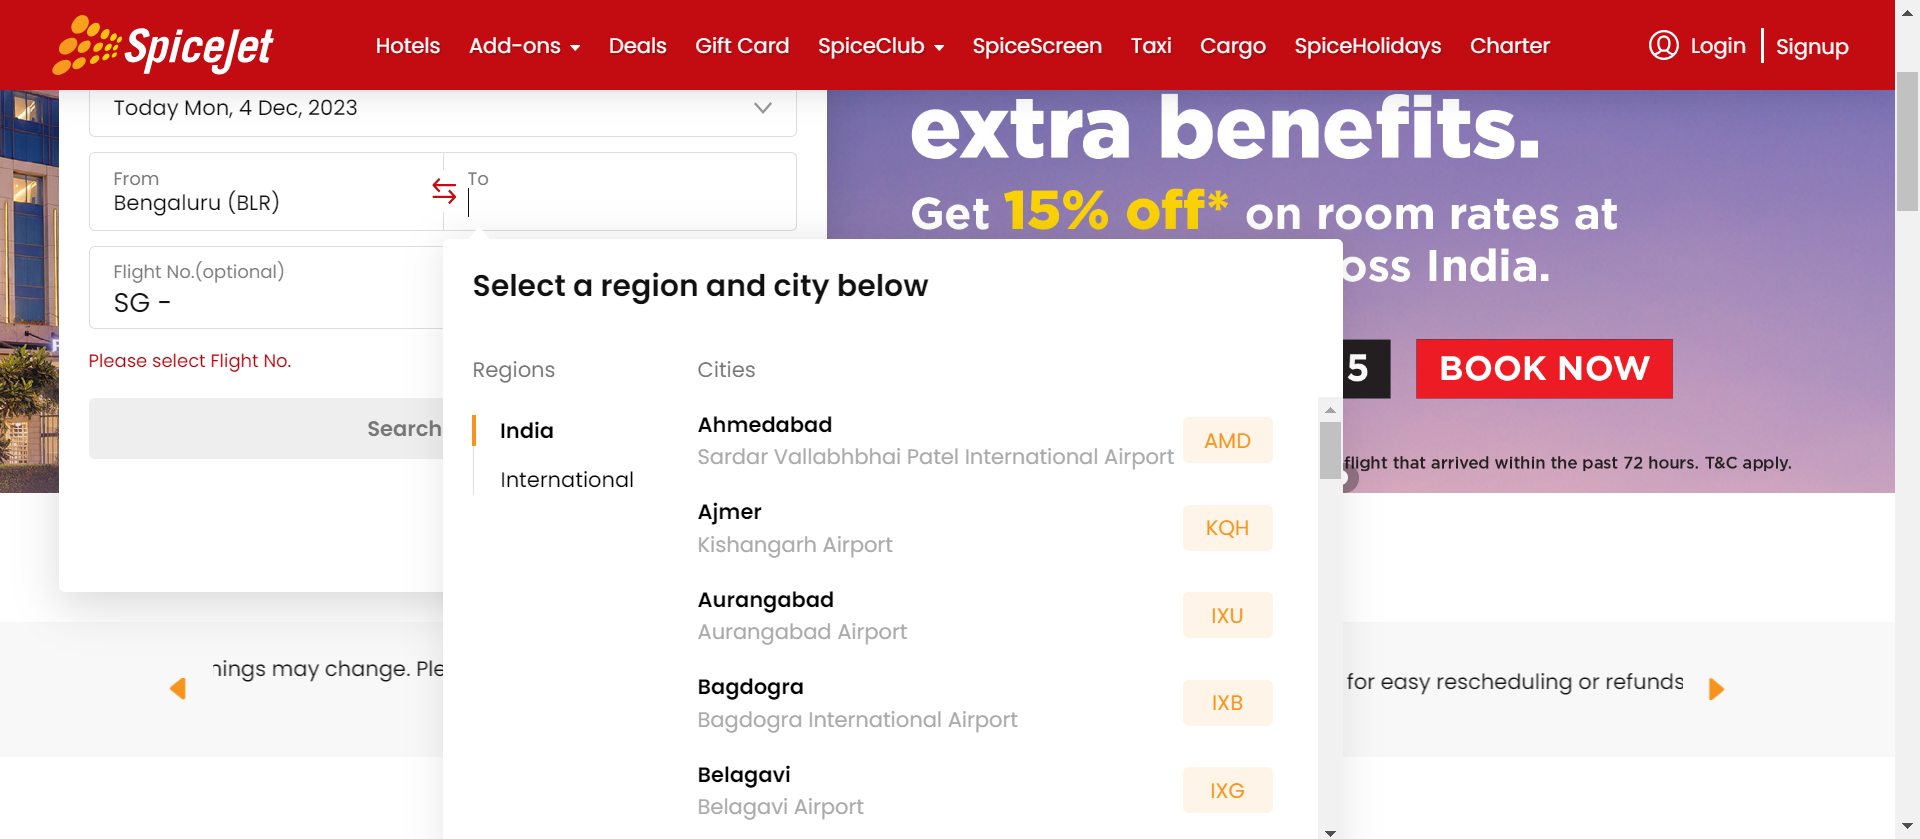 SpiceJet
Hotels Add-ons Deals Gift Card SpiceClub SpiceScreen Taxi Cargo SpiceHolidays Charter Login Signup
Today Mon, 4 Dec, 2023
From
Bengaluru (BLR)
To
Flight No.(optional)
SG -
Please select Flight No.
Search
extra benefits.
Get 15% off* on room rates at
oss India.
5 BOOK NOW
flight that arrived within the past 72 hours. T&C apply.
Select a region and city below
Regions
India
International
Cities
Ahmedabad
Sardar Vallabhbhai Patel International Airport
AMD
Ajmer
Kishangarh Airport
KQH
Aurangabad
Aurangabad Airport
IXU
Bagdogra
Bagdogra International Airport
IXB
Belagavi
Belagavi Airport
IXG
nings may change. Ple
for easy rescheduling or refunds